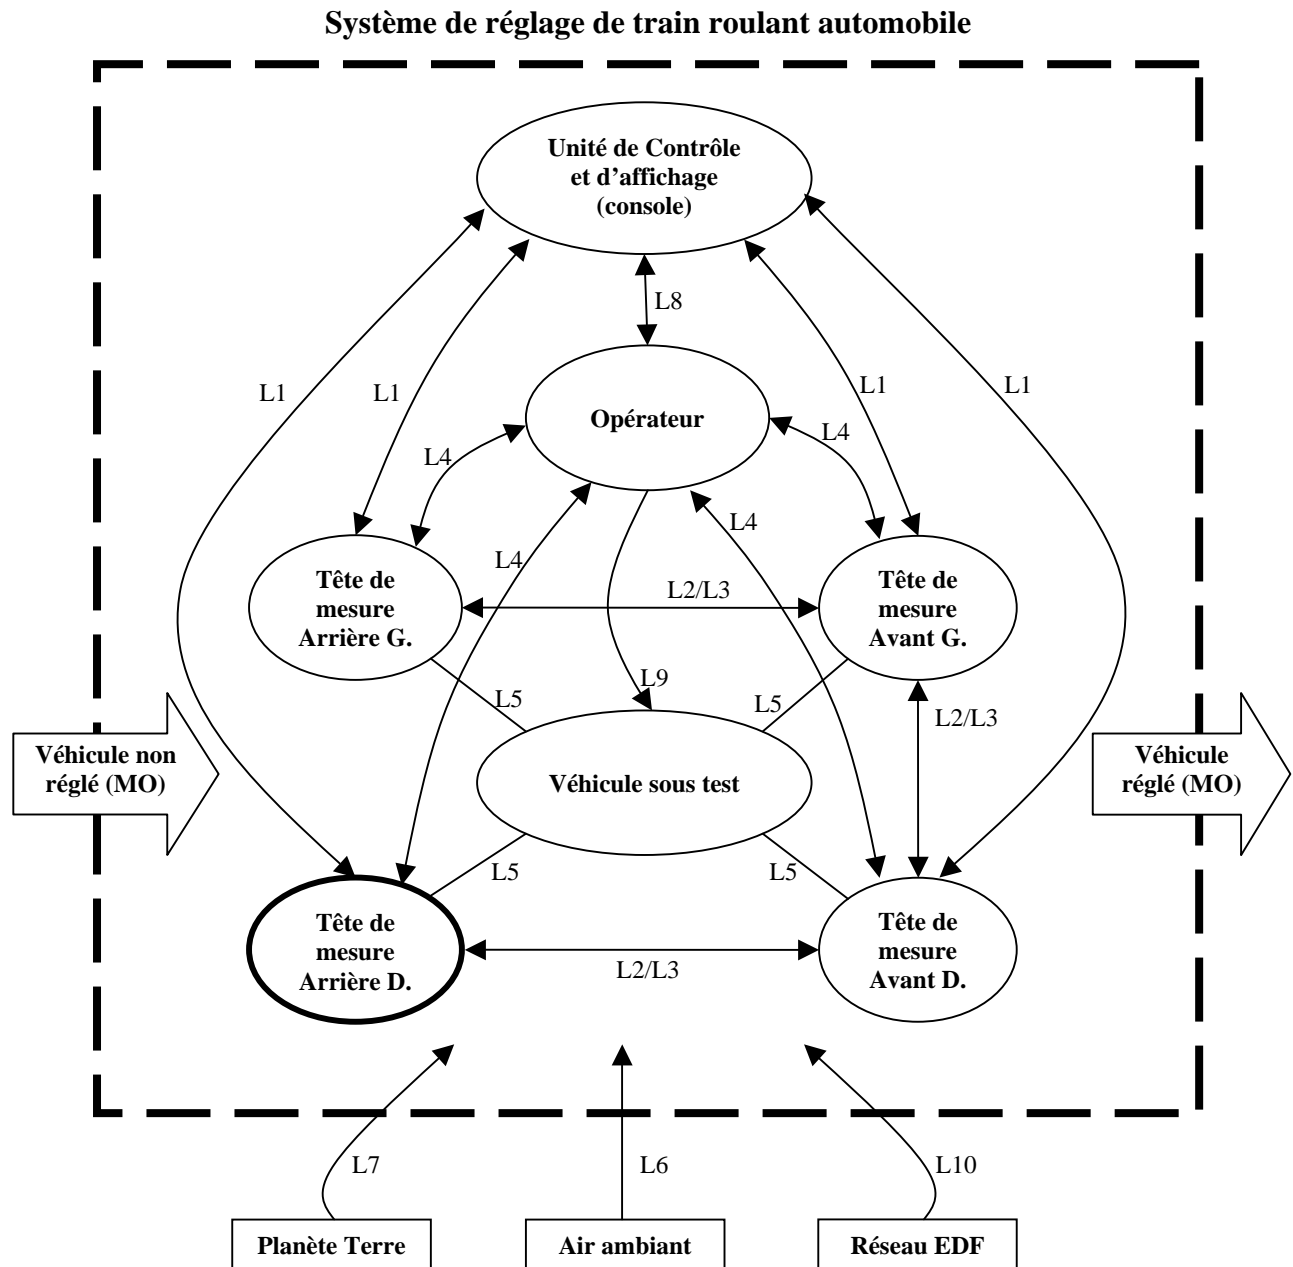 Système de réglage de train roulant automobile
Unité de Contrôle
et d'affichage
(console)
L8
L1
L1
L1
L1
Opérateur
L4
L4
L4
L4
Tête de
mesure
Arrière G.
L2/L3
Tête de
mesure
Avant G.
L9
L5
L5
L2/L3
Véhicule non
réglé (MO)
Véhicule sous test
Véhicule
réglé (MO)
L5
L5
Tête de
mesure
Arrière D.
L2/L3
Tête de
mesure
Avant D.
L7
L6
L10
Planète Terre
Air ambiant
Réseau EDF